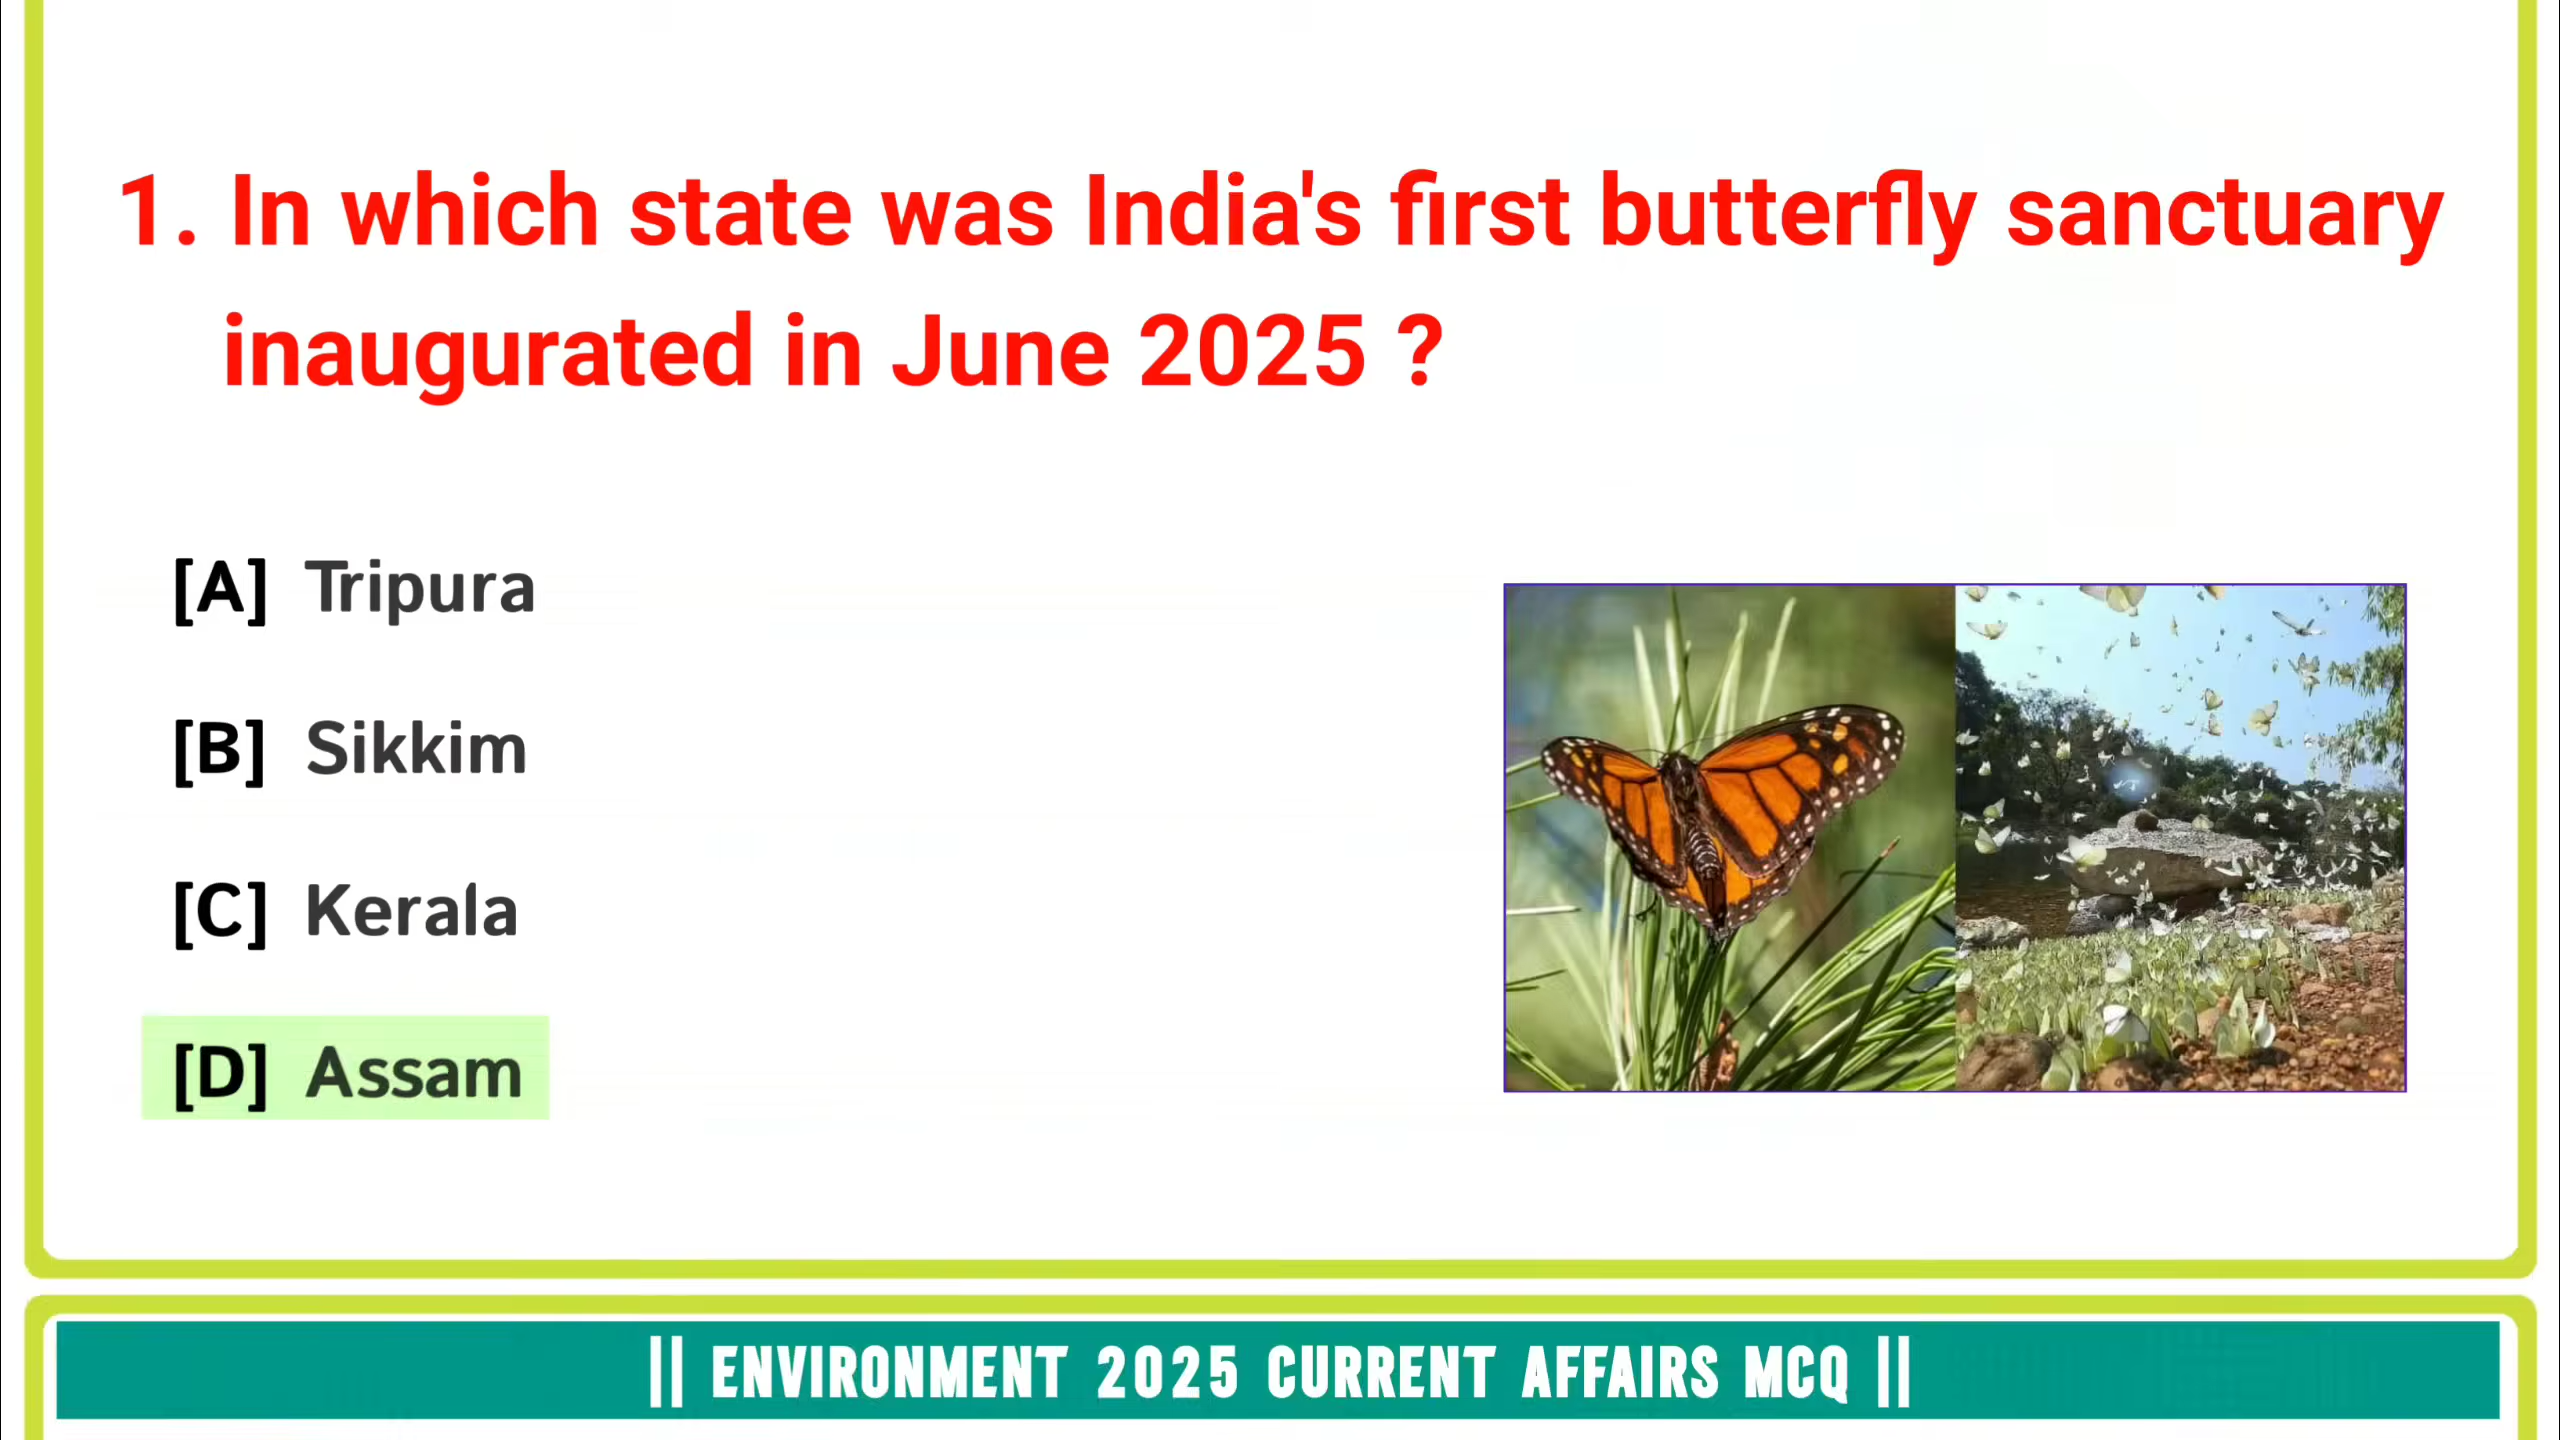 1. In which state was India's first butterfly sanctuary
inaugurated in June 2025 ?
[A] Tripura
[B] Sikkim
[C] Kerala
[D] Assam
|| ENVIRONMENT 2025 CURRENT AFFAIRS MCQ ||